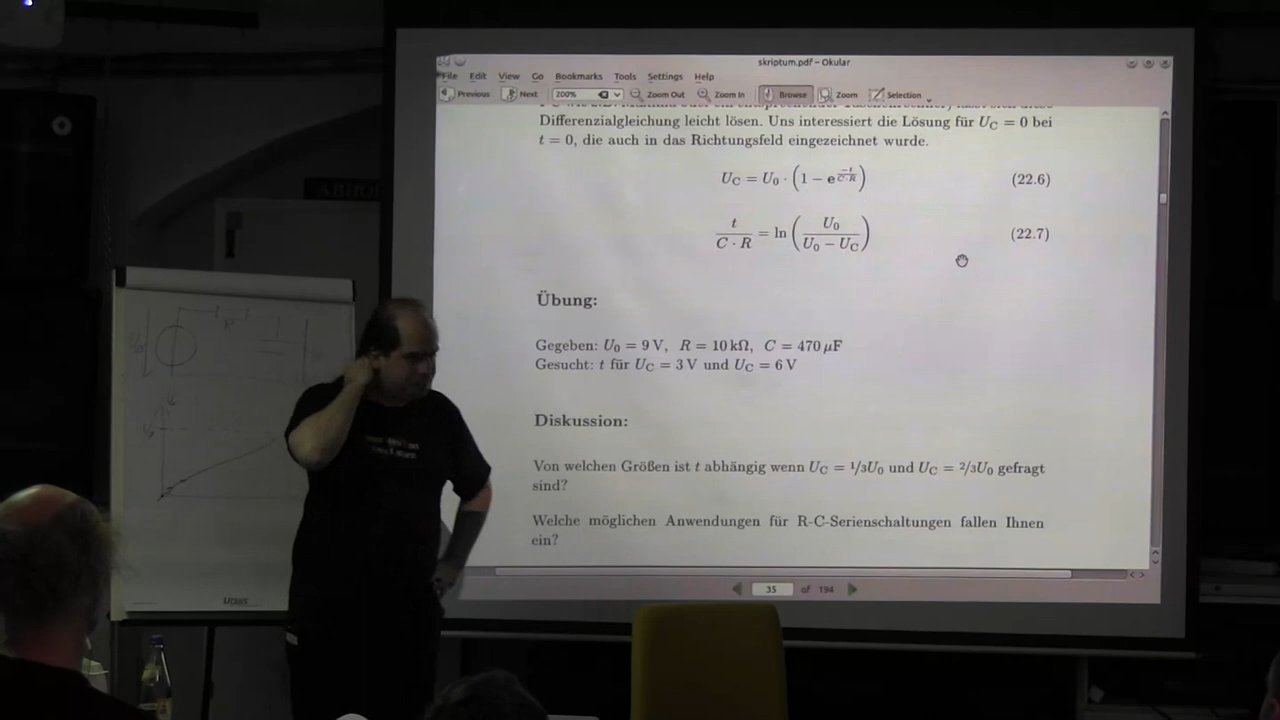 skriptum.pdf – Okular
File Edit View Go Bookmarks Tools Settings Help
Previous Next 200% Zoom Out Zoom In Browse Zoom Selection
Differenzialgleichung leicht lösen. Uns interessiert die Lösung für U_C = 0 bei
t = 0, die auch in das Richtungsfeld eingezeichnet wurde.
U_C = U_0 · (1 − e^{\frac{−t}{C·R}}) (22.6)
\frac{t}{C · R} = ln (\frac{U_0}{U_0 − U_C}) (22.7)
Übung:
Gegeben: U_0 = 9 V, R = 10 kΩ, C = 470 µF
Gesucht: t für U_C = 3 V und U_C = 6 V
Diskussion:
Von welchen Größen ist t abhängig wenn U_C = 1/3U_0 und U_C = 2/3U_0 gefragt
sind?
Welche möglichen Anwendungen für R-C-Serienschaltungen fallen Ihnen
ein?
35 of 194
ABHOL
R